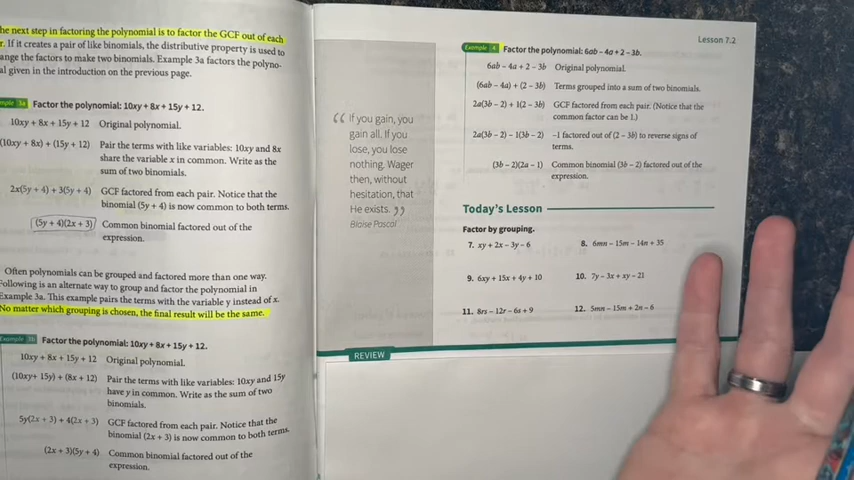 he next step in factoring the polynomial is to factor the GCF out of each
r. If it creates a pair of like binomials, the distributive property is used to
ange the factors to make two binomials. Example 3a factors the polyno-
al given in the introduction on the previous page.
mple 3a Factor the polynomial: 10xy + 8x + 15y + 12.
10xy + 8x + 15y + 12 Original polynomial.
(10xy + 8x) + (15y + 12) Pair the terms with like variables: 10xy and 8x
share the variable x in common. Write as the
sum of two binomials.
2x(5y + 4) + 3(5y + 4) GCF factored from each pair. Notice that the
binomial (5y + 4) is now common to both terms.
(5y + 4)(2x + 3) Common binomial factored out of the
expression.
Often polynomials can be grouped and factored more than one way.
Following is an alternate way to group and factor the polynomial in
Example 3a. This example pairs the terms with the variable y instead of x.
No matter which grouping is chosen, the final result will be the same.
Example 3b Factor the polynomial: 10xy + 8x + 15y + 12.
10xy + 8x + 15y + 12 Original polynomial.
(10xy + 15y) + (8x + 12) Pair the terms with like variables: 10xy and 15y
have y in common. Write as the sum of two
binomials.
5y(2x + 3) + 4(2x + 3) GCF factored from each pair. Notice that the
binomial (2x + 3) is now common to both terms.
(2x + 3)(5y + 4) Common binomial factored out of the
expression.
“ If you gain, you
gain all. If you
lose, you lose
nothing. Wager
then, without
hesitation, that
He exists. ”
Blaise Pascal
Lesson 7.2
Example 4 Factor the polynomial: 6ab − 4a + 2 − 3b.
6ab − 4a + 2 − 3b Original polynomial.
(6ab − 4a) + (2 − 3b) Terms grouped into a sum of two binomials.
2a(3b − 2) + 1(2 − 3b) GCF factored from each pair. (Notice that the
common factor can be 1.)
2a(3b − 2) − 1(3b − 2) −1 factored out of (2 − 3b) to reverse signs of
terms.
(3b − 2)(2a − 1) Common binomial (3b − 2) factored out of the
expression.
Today's Lesson
Factor by grouping.
7. xy + 2x − 3y − 6 8. 6mn − 15m − 14n + 35
9. 6xy + 15x + 4y + 10 10. 7y − 3x + xy − 21
11. 8rs − 12r − 6s + 9 12. 5mn − 15m + 2n − 6
REVIEW